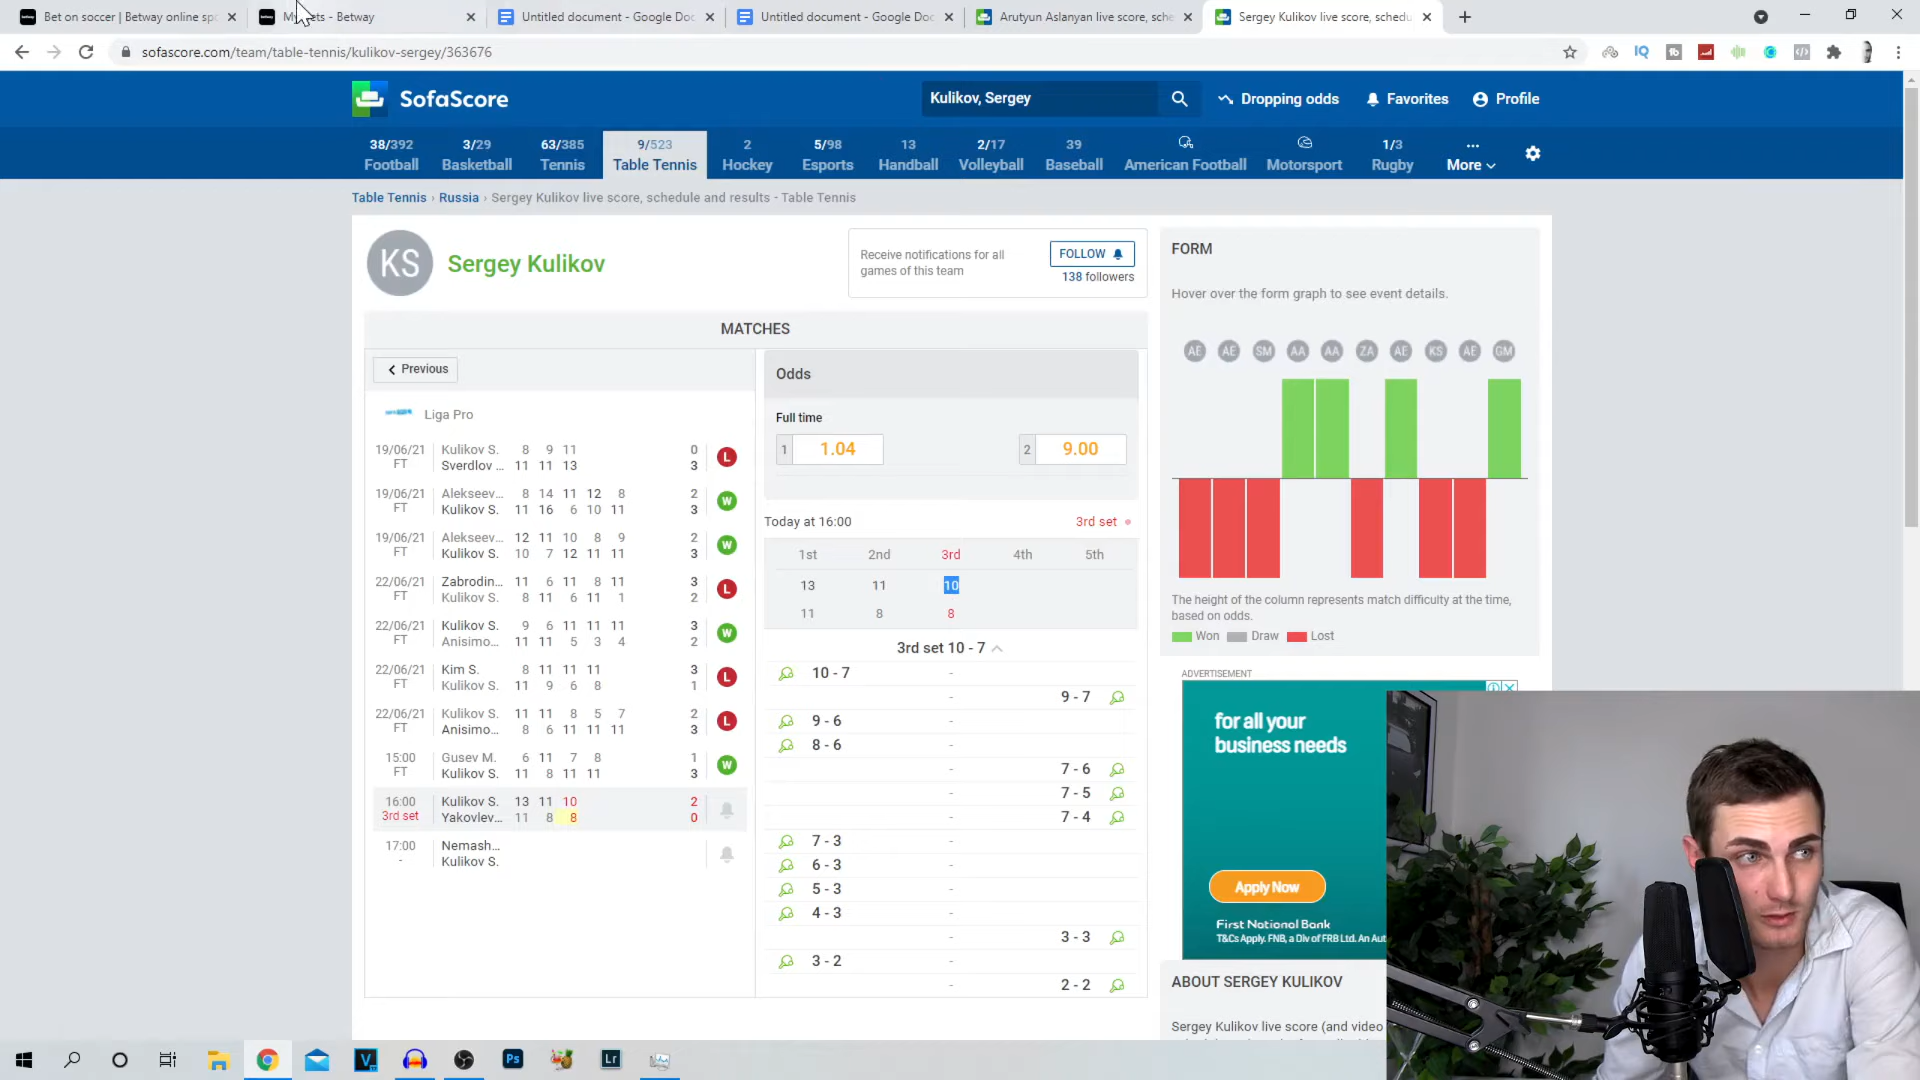 Bet on soccer | Betway online spo
Betway
Untitled document - Google Doc
Untitled document - Google Doc
Arutyun Aslanyan live score, sche
Sergey Kulikov live score, schedu
sofascore.com/team/table-tennis/kulikov-sergey/363676
SofaScore
Kulikov, Sergey
Dropping odds
Favorites
Profile
38/392 3/29 63/385 9/523 2 5/98 13 2/17 39 1/3 ...
Football Basketball Tennis Table Tennis Hockey Esports Handball Volleyball Baseball American Football Motorsport Rugby More
Table Tennis › Russia › Sergey Kulikov live score, schedule and results - Table Tennis
KS
Sergey Kulikov
Receive notifications for all
games of this team
FOLLOW
138 followers
MATCHES
Previous
Liga Pro
19/06/21 Kulikov S. 8 9 11 0
FT Sverdlov ... 11 11 13 3
L
19/06/21 Alekseev... 8 14 11 12 8 2
FT Kulikov S. 11 16 6 10 11 3
W
19/06/21 Alekseev... 12 11 10 8 9 2
FT Kulikov S. 10 7 12 11 11 3
W
22/06/21 Zabrodin... 11 6 11 8 11 3
FT Kulikov S. 8 11 6 11 1 2
L
22/06/21 Kulikov S. 9 6 11 11 11 3
FT Anisimo... 11 11 5 3 4 2
W
22/06/21 Kim S. 8 11 11 11 3
FT Kulikov S. 11 9 6 8 1
L
22/06/21 Kulikov S. 11 11 8 5 7 2
FT Anisimo... 8 6 11 11 11 3
L
15:00 Gusev M. 6 11 7 8 1
FT Kulikov S. 11 8 11 11 3
W
16:00 Kulikov S. 13 11 10 2
3rd set Yakovlev... 11 8 8 0
17:00 Nemash...
- Kulikov S.
Odds
Full time
1 1.04
2 9.00
Today at 16:00 3rd set
1st 2nd 3rd 4th 5th
13 11 10
11 8 8
3rd set 10 - 7
10 - 7 -
- 9 - 7
9 - 6 -
8 - 6 -
- 7 - 6
- 7 - 5
- 7 - 4
7 - 3 -
6 - 3 -
5 - 3 -
4 - 3 -
- 3 - 3
3 - 2 -
- 2 - 2
FORM
Hover over the form graph to see event details.
AE AE SM AA AA ZA AE KS AE GM
The height of the column represents match difficulty at the time,
based on odds.
Won Draw Lost
ADVERTISEMENT
for all your
business needs
Apply Now
First National Bank
T&Cs Apply. FNB, a Div of FRB Ltd. An Aut
ABOUT SERGEY KULIKOV
Sergey Kulikov live score (and video
Ps
Lr